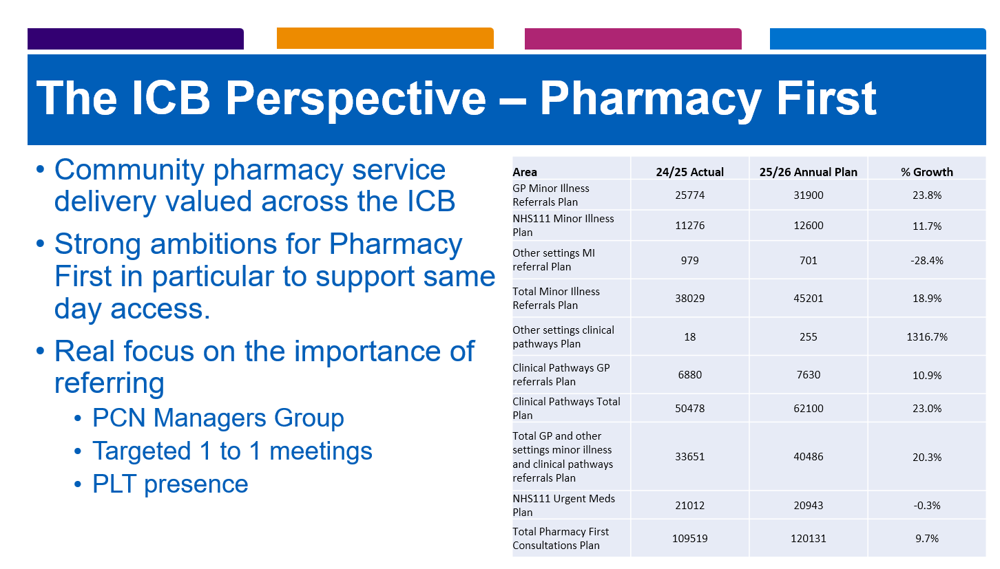 The ICB Perspective – Pharmacy First
• Community pharmacy service
delivery valued across the ICB
• Strong ambitions for Pharmacy
First in particular to support same
day access.
• Real focus on the importance of
referring
• PCN Managers Group
• Targeted 1 to 1 meetings
• PLT presence
Area 24/25 Actual 25/26 Annual Plan % Growth
GP Minor Illness
Referrals Plan 25774 31900 23.8%
NHS111 Minor Illness
Plan 11276 12600 11.7%
Other settings MI
referral Plan 979 701 -28.4%
Total Minor Illness
Referrals Plan 38029 45201 18.9%
Other settings clinical
pathways Plan 18 255 1316.7%
Clinical Pathways GP
referrals Plan 6880 7630 10.9%
Clinical Pathways Total
Plan 50478 62100 23.0%
Total GP and other
settings minor illness
and clinical pathways
referrals Plan 33651 40486 20.3%
NHS111 Urgent Meds
Plan 21012 20943 -0.3%
Total Pharmacy First
Consultations Plan 109519 120131 9.7%